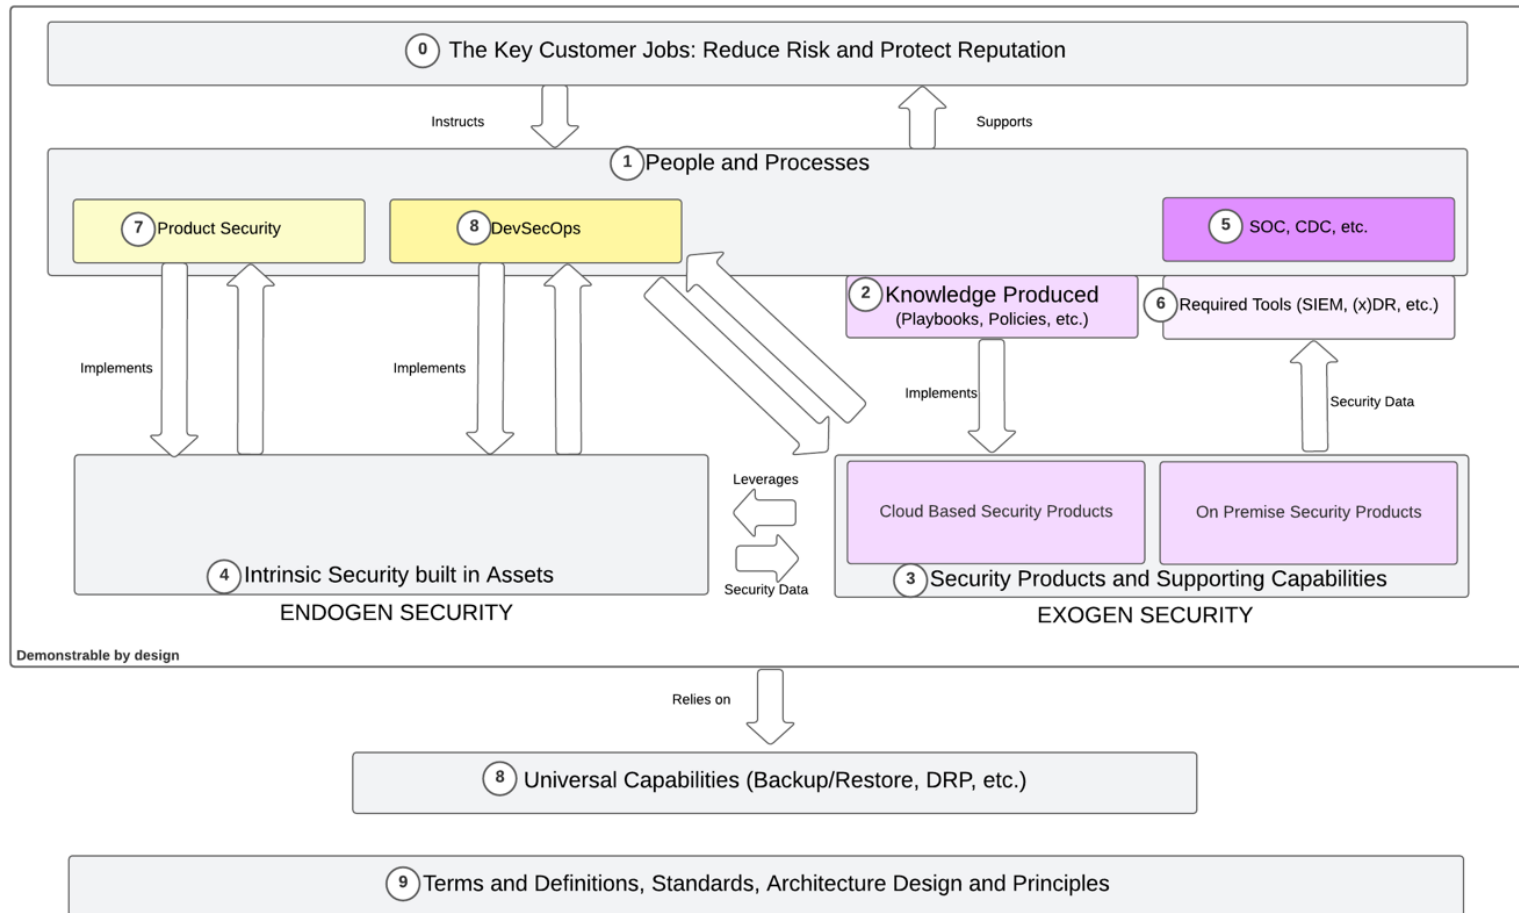 0 The Key Customer Jobs: Reduce Risk and Protect Reputation
Instructs
Supports
1 People and Processes
7 Product Security
8 DevSecOps
5 SOC, CDC, etc.
2 Knowledge Produced
(Playbooks, Policies, etc.)
6 Required Tools (SIEM, (x)DR, etc.)
Implements
Implements
Implements
Security Data
Leverages
Security Data
Cloud Based Security Products
On Premise Security Products
4 Intrinsic Security built in Assets
3 Security Products and Supporting Capabilities
ENDOGEN SECURITY
EXOGEN SECURITY
Demonstrable by design
Relies on
8 Universal Capabilities (Backup/Restore, DRP, etc.)
9 Terms and Definitions, Standards, Architecture Design and Principles